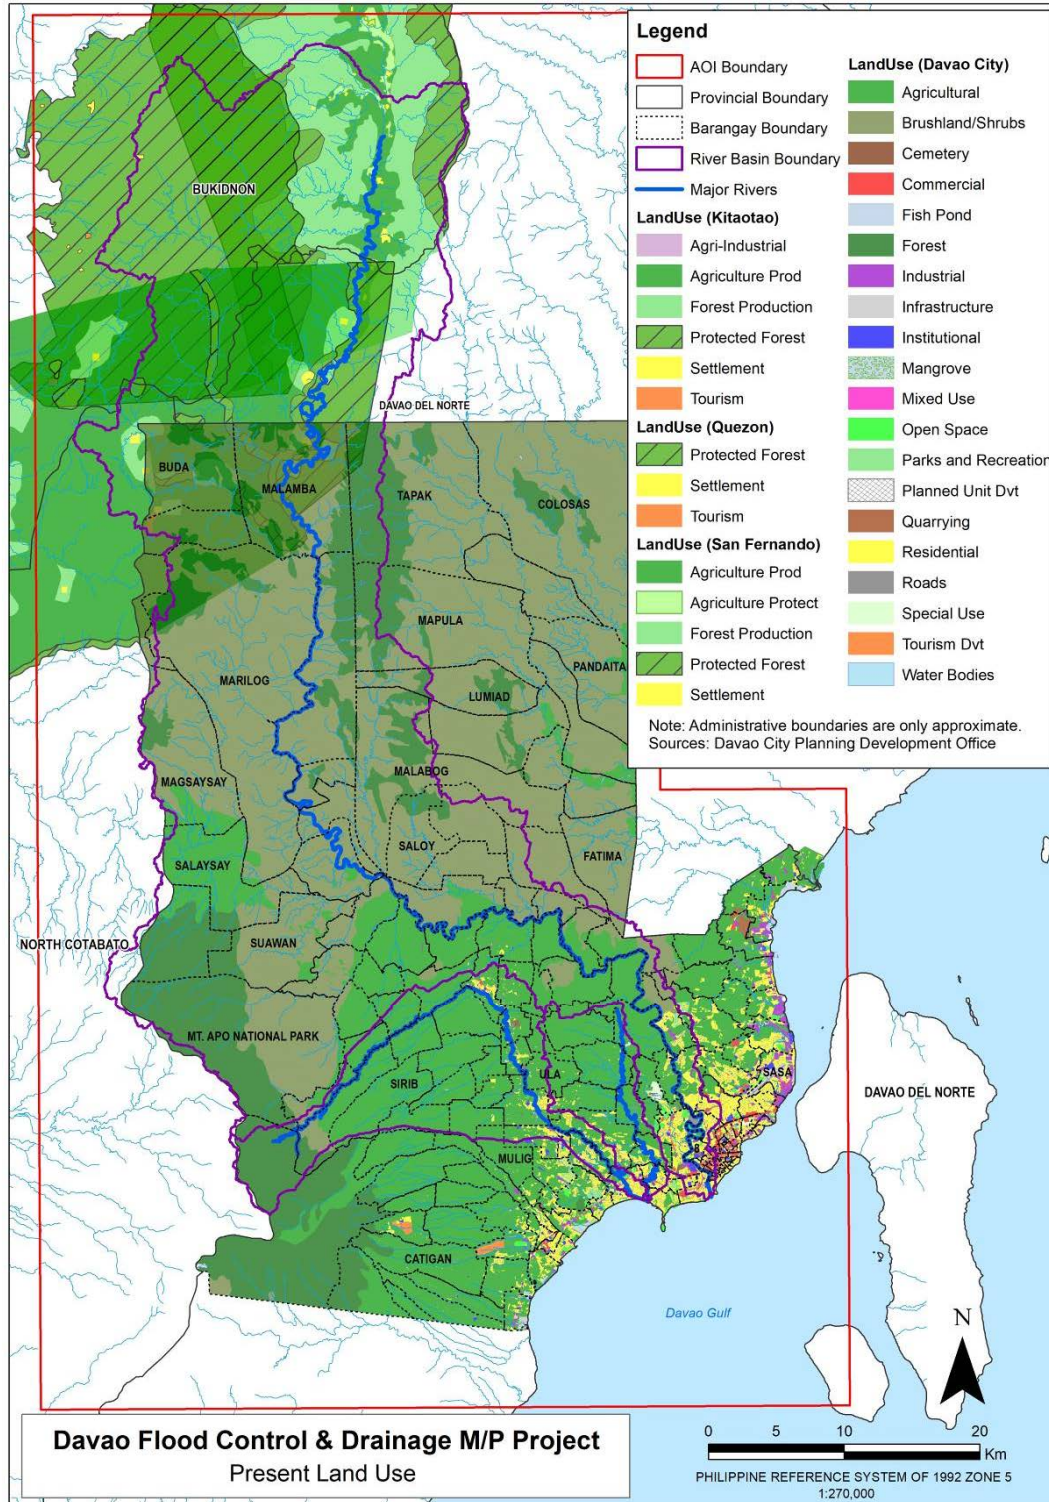 Legend
AOI Boundary
Provincial Boundary
Barangay Boundary
River Basin Boundary
Major Rivers
LandUse (Kitaotao)
Agri-Industrial
Agriculture Prod
Forest Production
Protected Forest
Settlement
Tourism
LandUse (Quezon)
Protected Forest
Settlement
Tourism
LandUse (San Fernando)
Agriculture Prod
Agriculture Protect
Forest Production
Protected Forest
Settlement
LandUse (Davao City)
Agricultural
Brushland/Shrubs
Cemetery
Commercial
Fish Pond
Forest
Industrial
Infrastructure
Institutional
Mangrove
Mixed Use
Open Space
Parks and Recreation
Planned Unit Dvt
Quarrying
Residential
Roads
Special Use
Tourism Dvt
Water Bodies
Note: Administrative boundaries are only approximate.
Sources: Davao City Planning Development Office
BUKIDNON
DAVAO DEL NORTE
BUDA
MALAMBA
TAPAK
COLOSAS
MAPULA
PANDAITA
MARILOG
LUMIAD
MAGSAYSAY
MALABOG
SALOY
FATIMA
SALAYSAY
NORTH COTABATO
SUAWAN
MT. APO NATIONAL PARK
SIRIB
ULA
SASA
DAVAO DEL NORTE
MULIG
CATIGAN
Davao Gulf
N
0 5 10 20
Km
PHILIPPINE REFERENCE SYSTEM OF 1992 ZONE 5
1:270,000
Davao Flood Control & Drainage M/P Project
Present Land Use